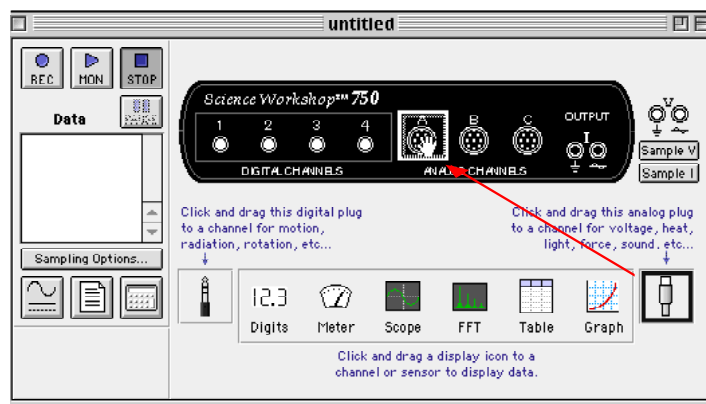 untitled
REC MON STOP
Data
Science Workshop™ 750
1 2 3 4 A B C OUTPUT
V
I
DIGITAL CHANNELS ANALOG CHANNELS
Sample V
Sample I
Click and drag this digital plug
to a channel for motion,
radiation, rotation, etc...
Click and drag this analog plug
to a channel for voltage, heat,
light, force, sound. etc...
Sampling Options...
12.3
Digits Meter Scope FFT Table Graph
Click and drag a display icon to a
channel or sensor to display data.